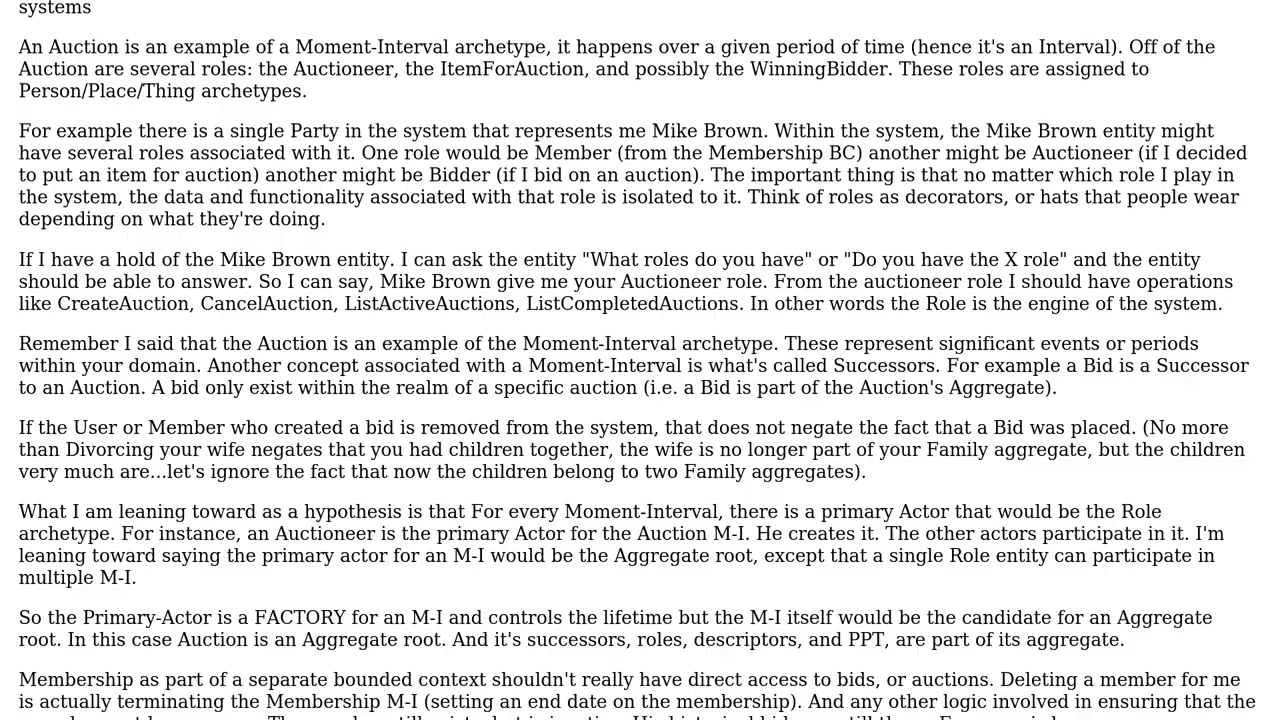 systems
An Auction is an example of a Moment-Interval archetype, it happens over a given period of time (hence it's an Interval). Off of the
Auction are several roles: the Auctioneer, the ItemForAuction, and possibly the WinningBidder. These roles are assigned to
Person/Place/Thing archetypes.
For example there is a single Party in the system that represents me Mike Brown. Within the system, the Mike Brown entity might
have several roles associated with it. One role would be Member (from the Membership BC) another might be Auctioneer (if I decided
to put an item for auction) another might be Bidder (if I bid on an auction). The important thing is that no matter which role I play in
the system, the data and functionality associated with that role is isolated to it. Think of roles as decorators, or hats that people wear
depending on what they're doing.
If I have a hold of the Mike Brown entity. I can ask the entity "What roles do you have" or "Do you have the X role" and the entity
should be able to answer. So I can say, Mike Brown give me your Auctioneer role. From the auctioneer role I should have operations
like CreateAuction, CancelAuction, ListActiveAuctions, ListCompletedAuctions. In other words the Role is the engine of the system.
Remember I said that the Auction is an example of the Moment-Interval archetype. These represent significant events or periods
within your domain. Another concept associated with a Moment-Interval is what's called Successors. For example a Bid is a Successor
to an Auction. A bid only exist within the realm of a specific auction (i.e. a Bid is part of the Auction's Aggregate).
If the User or Member who created a bid is removed from the system, that does not negate the fact that a Bid was placed. (No more
than Divorcing your wife negates that you had children together, the wife is no longer part of your Family aggregate, but the children
very much are...let's ignore the fact that now the children belong to two Family aggregates).
What I am leaning toward as a hypothesis is that For every Moment-Interval, there is a primary Actor that would be the Role
archetype. For instance, an Auctioneer is the primary Actor for the Auction M-I. He creates it. The other actors participate in it. I'm
leaning toward saying the primary actor for an M-I would be the Aggregate root, except that a single Role entity can participate in
multiple M-I.
So the Primary-Actor is a FACTORY for an M-I and controls the lifetime but the M-I itself would be the candidate for an Aggregate
root. In this case Auction is an Aggregate root. And it's successors, roles, descriptors, and PPT, are part of its aggregate.
Membership as part of a separate bounded context shouldn't really have direct access to bids, or auctions. Deleting a member for me
is actually terminating the Membership M-I (setting an end date on the membership). And any other logic involved in ensuring that the